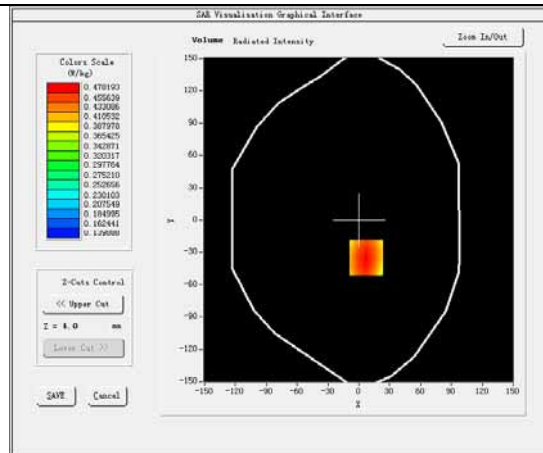 SAR Visualisation Graphical Interface
Volume Radiated Intensity
Zoom In/Out
Colors Scale
(W/kg)
0.478193
0.455639
0.433086
0.410532
0.387978
0.365425
0.342871
0.320317
0.297764
0.275210
0.252656
0.230103
0.207549
0.184995
0.162441
0.139888
150
120
90
60
30
0
-30
-60
-90
-120
-150
Y
-150 -120 -90 -60 -30 0 30 60 90 120 150
X
Z-Cuts Control
<< Upper Cut
Z = 4.0 mm
Lower Cut >>
SAVE Cancel